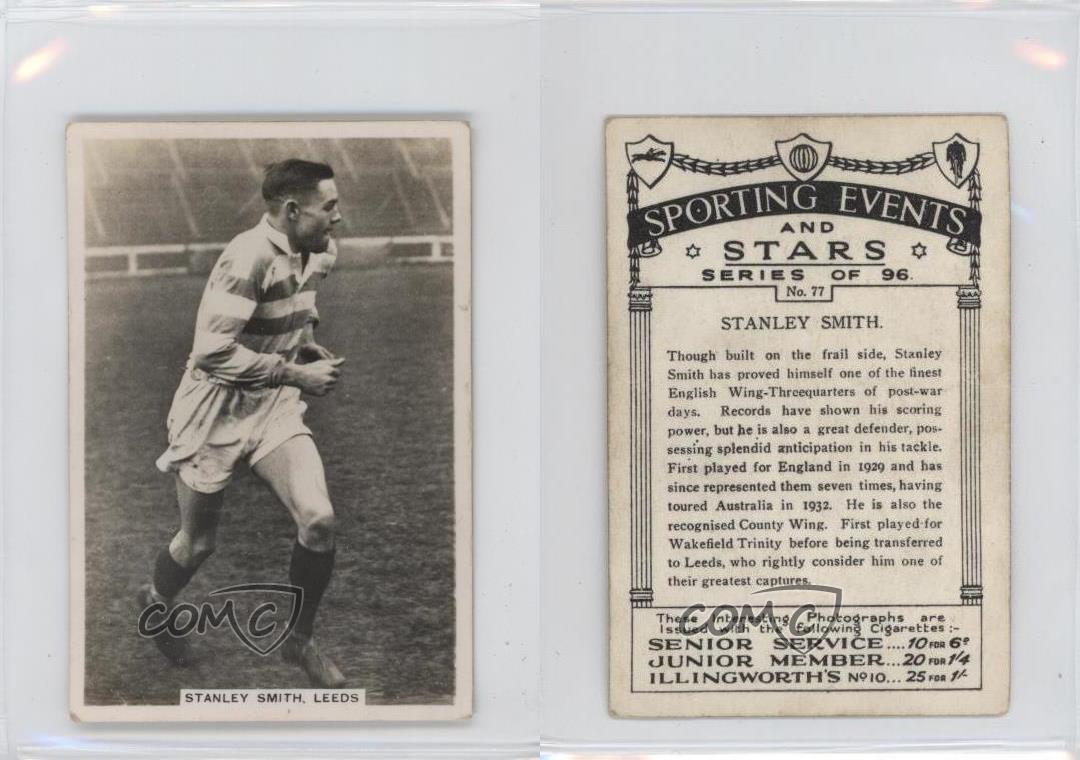 STANLEY SMITH, LEEDS
COMC
SPORTING EVENTS
AND
STARS
SERIES OF 96.
No. 77
STANLEY SMITH.
Though built on the frail side, Stanley
Smith has proved himself one of the finest
English Wing-Threequarters of post-war
days. Records have shown his scoring
power, but he is also a great defender, pos-
sessing splendid anticipation in his tackle.
First played for England in 1929 and has
since represented them seven times, having
toured Australia in 1932. He is also the
recognised County Wing. First played for
Wakefield Trinity before being transferred
to Leeds, who rightly consider him one of
their greatest captures.
These Interesting Photographs are
Issued with the following Cigarettes :-
SENIOR SERVICE....10 FOR 6D
JUNIOR MEMBER...20 FOR 1/4
ILLINGWORTH'S No10...25 FOR 1/-
COMC